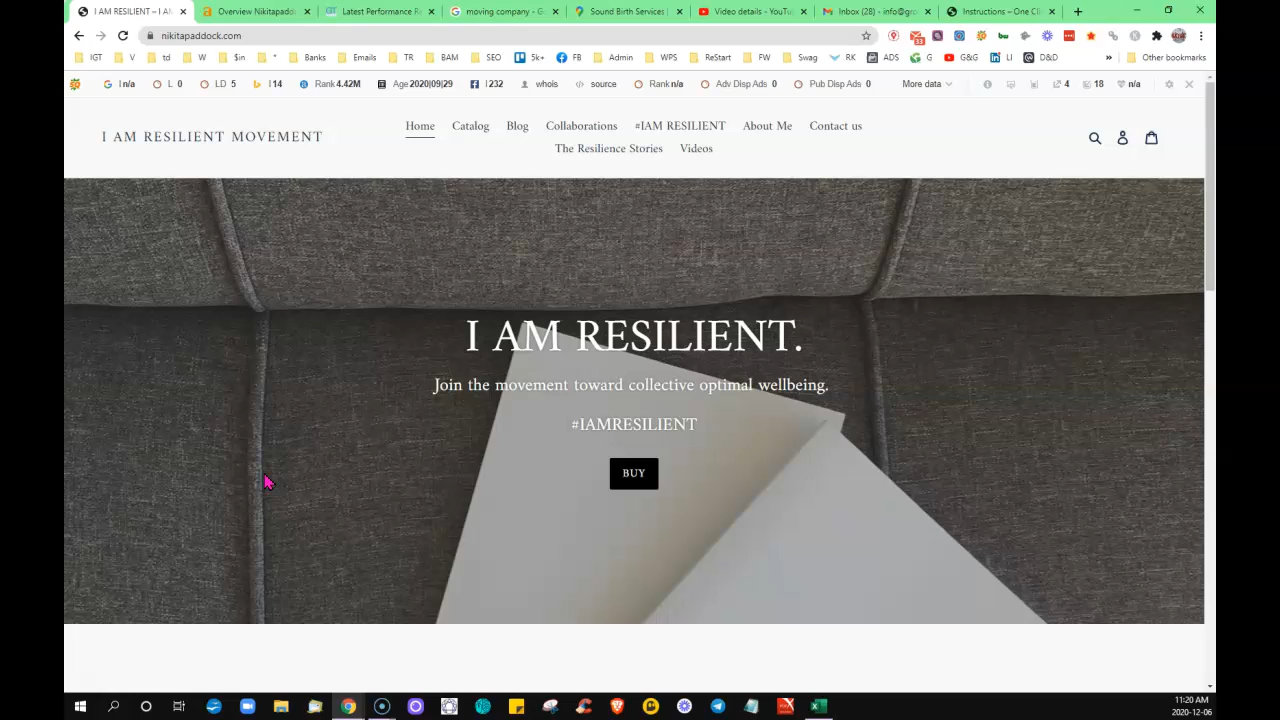 I AM RESILIENT – I A
Overview Nikitapadd
Latest Performance Re
moving company - G
Sound Birth Services |
Video details - YouTu
Inbox (28) - info@gro
Instructions – One Cli
nikitapaddock.com
33
IGT V td W $in * Banks Emails TR BAM SEO 5k+ FB Admin WPS ReStart FW Swag RK ADS G G&G LI D&D » Other bookmarks
I n/a L 0 LD 5 I 14 Rank 4.42M Age 2020|09|29 I 232 whois source Rank n/a Adv Disp Ads 0 Pub Disp Ads 0 More data 4 18 n/a
I AM RESILIENT MOVEMENT
Home Catalog Blog Collaborations #IAM RESILIENT About Me Contact us
The Resilience Stories Videos
I AM RESILIENT.
Join the movement toward collective optimal wellbeing.
#IAMRESILIENT
BUY
11:20 AM
2020-12-06